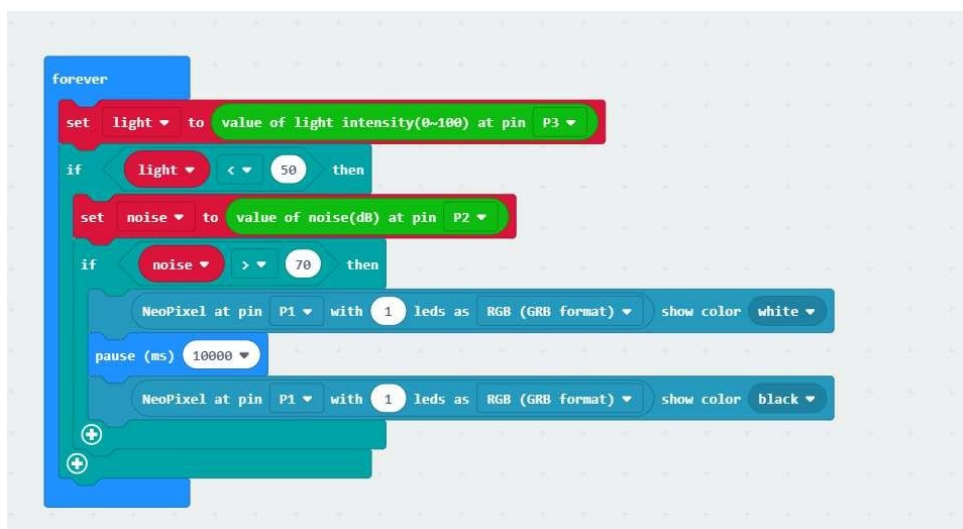 forever
set light to value of light intensity(0~100) at pin P3
if light < 50 then
set noise to value of noise(dB) at pin P2
if noise > 70 then
NeoPixel at pin P1 with 1 leds as RGB (GRB format) show color white
pause (ms) 10000
NeoPixel at pin P1 with 1 leds as RGB (GRB format) show color black